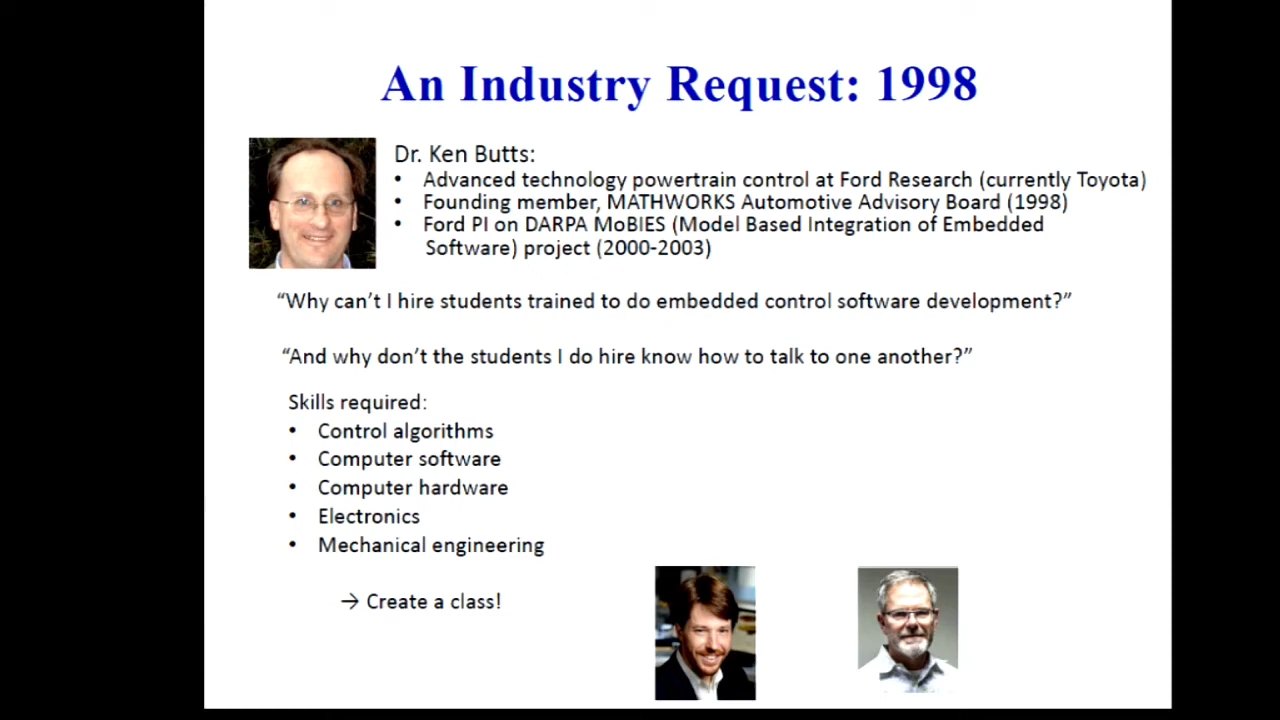 An Industry Request: 1998
Dr. Ken Butts:
• Advanced technology powertrain control at Ford Research (currently Toyota)
• Founding member, MATHWORKS Automotive Advisory Board (1998)
• Ford PI on DARPA MoBIES (Model Based Integration of Embedded
Software) project (2000-2003)
“Why can’t I hire students trained to do embedded control software development?”
“And why don’t the students I do hire know how to talk to one another?”
Skills required:
• Control algorithms
• Computer software
• Computer hardware
• Electronics
• Mechanical engineering
→ Create a class!